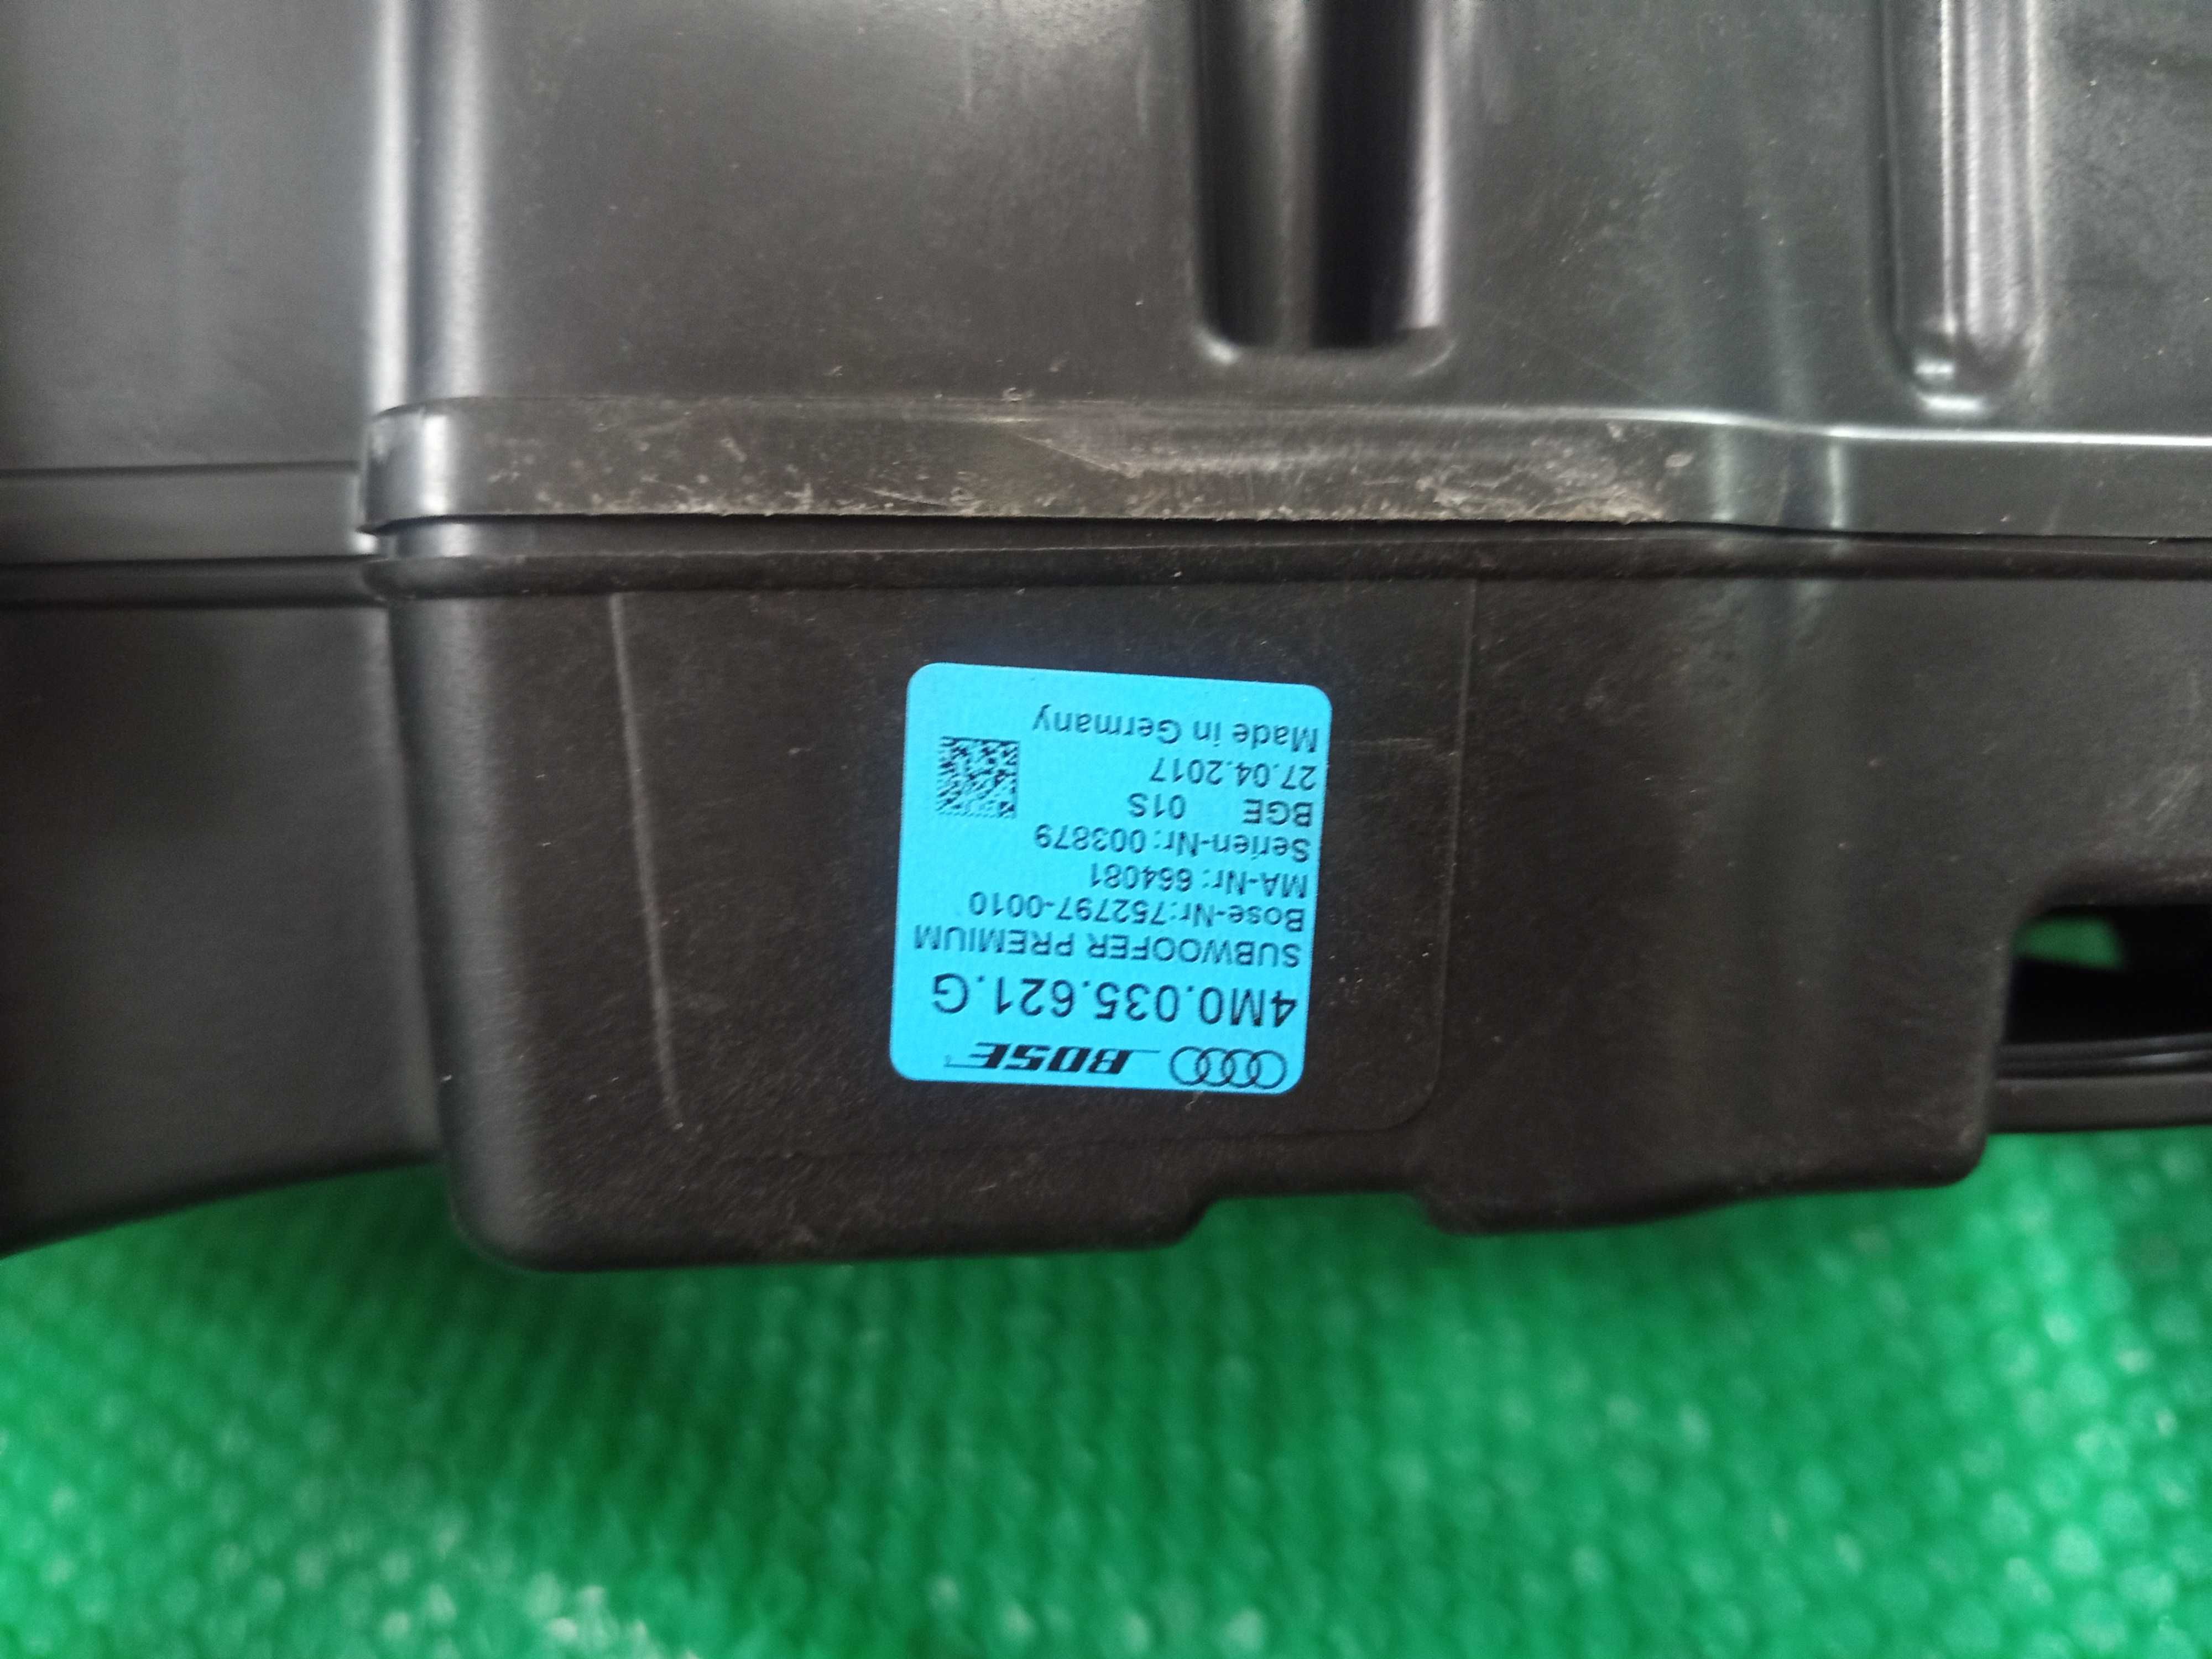 BOSE
4M0.035.621.G
SUBWOOFER PREMIUM
Bose-Nr:752797-0010
MA-Nr: 664081
Serien-Nr: 003879
BGE 01S
27.04.2017
Made in Germany